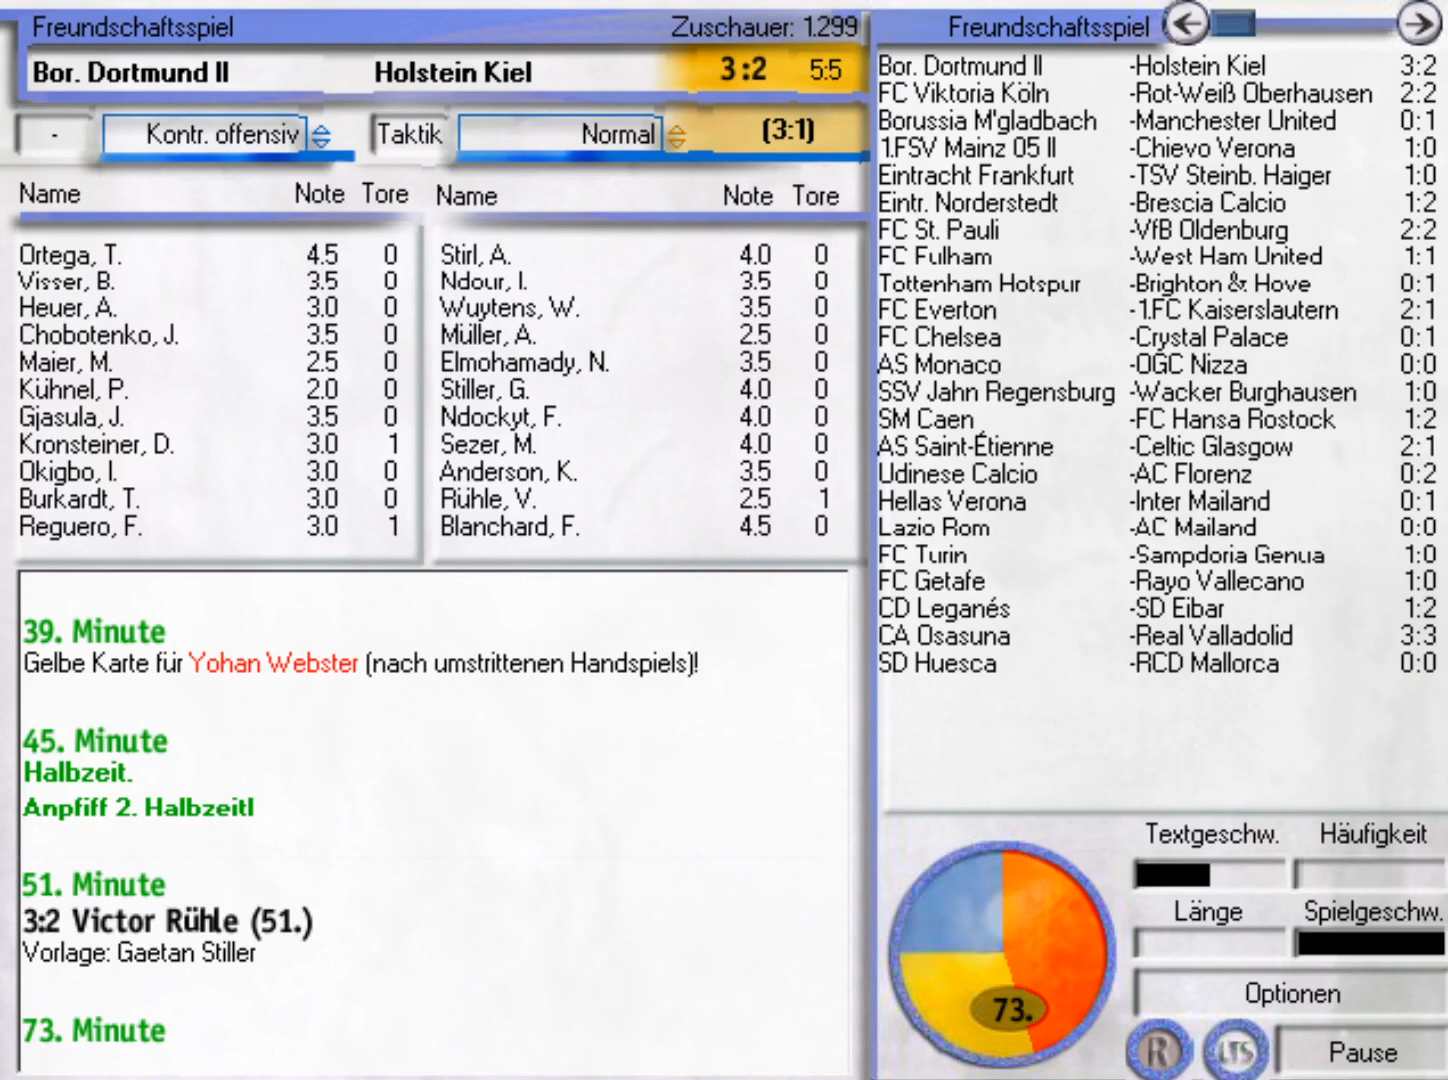 Freundschaftsspiel Zuschauer: 1.299
Bor. Dortmund II Holstein Kiel 3:2 5:5
- Kontr. offensiv Taktik Normal (3:1)
Name Note Tore Name Note Tore
Ortega, T. 4.5 0 Stirl, A. 4.0 0
Visser, B. 3.5 0 Ndour, I. 3.5 0
Heuer, A. 3.0 0 Wuytens, W. 3.5 0
Chobotenko, J. 3.5 0 Müller, A. 2.5 0
Maier, M. 2.5 0 Elmohamady, N. 3.5 0
Kühnel, P. 2.0 0 Stiller, G. 4.0 0
Gjasula, J. 3.5 0 Ndockyt, F. 4.0 0
Kronsteiner, D. 3.0 1 Sezer, M. 4.0 0
Okigbo, I. 3.0 0 Anderson, K. 3.5 0
Burkardt, T. 3.0 0 Rühle, V. 2.5 1
Reguero, F. 3.0 1 Blanchard, F. 4.5 0
39. Minute
Gelbe Karte für Yohan Webster (nach umstrittenen Handspiels)!
45. Minute
Halbzeit.
Anpfiff 2. Halbzeit!
51. Minute
3:2 Victor Rühle (51.)
Vorlage: Gaetan Stiller
73. Minute
Freundschaftsspiel
Bor. Dortmund II -Holstein Kiel 3:2
FC Viktoria Köln -Rot-Weiß Oberhausen 2:2
Borussia M'gladbach -Manchester United 0:1
1.FSV Mainz 05 II -Chievo Verona 1:0
Eintracht Frankfurt -TSV Steinb. Haiger 1:0
Eintr. Norderstedt -Brescia Calcio 1:2
FC St. Pauli -VfB Oldenburg 2:2
FC Fulham -West Ham United 1:1
Tottenham Hotspur -Brighton & Hove 0:1
FC Everton -1.FC Kaiserslautern 2:1
FC Chelsea -Crystal Palace 0:1
AS Monaco -OGC Nizza 0:0
SSV Jahn Regensburg -Wacker Burghausen 1:0
SM Caen -FC Hansa Rostock 1:2
AS Saint-Étienne -Celtic Glasgow 2:1
Udinese Calcio -AC Florenz 0:2
Hellas Verona -Inter Mailand 0:1
Lazio Rom -AC Mailand 0:0
FC Turin -Sampdoria Genua 1:0
FC Getafe -Rayo Vallecano 1:0
CD Leganés -SD Eibar 1:2
CA Osasuna -Real Valladolid 3:3
SD Huesca -RCD Mallorca 0:0
Textgeschw. Häufigkeit
Länge Spielgeschw.
73.
Optionen
R LTS Pause